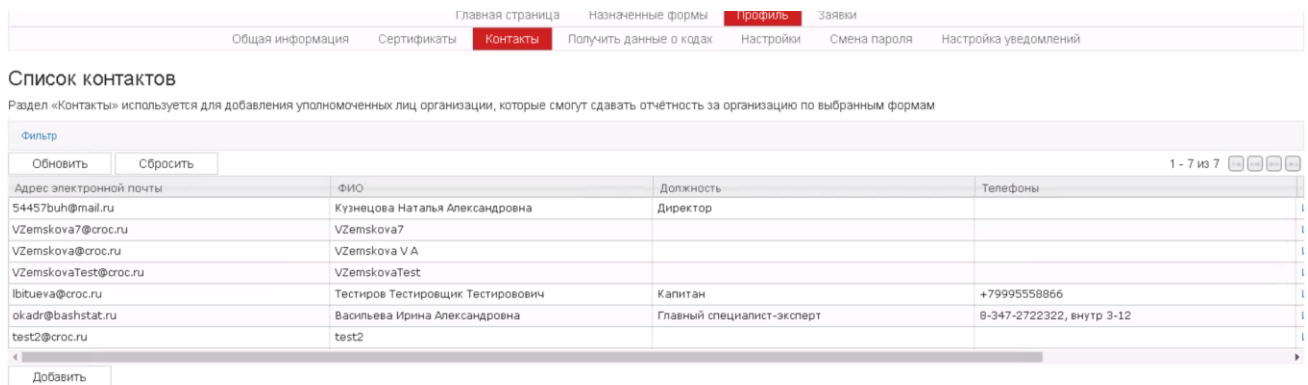 Главная страница Назначенные формы Профиль Заявки
Общая информация Сертификаты Контакты Получить данные о кодах Настройки Смена пароля Настройка уведомлений
Список контактов
Раздел «Контакты» используется для добавления уполномоченных лиц организации, которые смогут сдавать отчётность за организацию по выбранным формам
Фильтр
Обновить Сбросить 1 - 7 из 7
Адрес электронной почты ФИО Должность Телефоны
54457buh@mail.ru Кузнецова Наталья Александровна Директор
VZemskova7@croc.ru VZemskova7
VZemskova@croc.ru VZemskova V A
VZemskovaTest@croc.ru VZemskovaTest
lbitueva@croc.ru Тестиров Тестировщик Тестировович Капитан +79995558866
okadr@bashstat.ru Васильева Ирина Александровна Главный специалист-эксперт 8-347-2722322, внутр 3-12
test2@croc.ru test2
Добавить